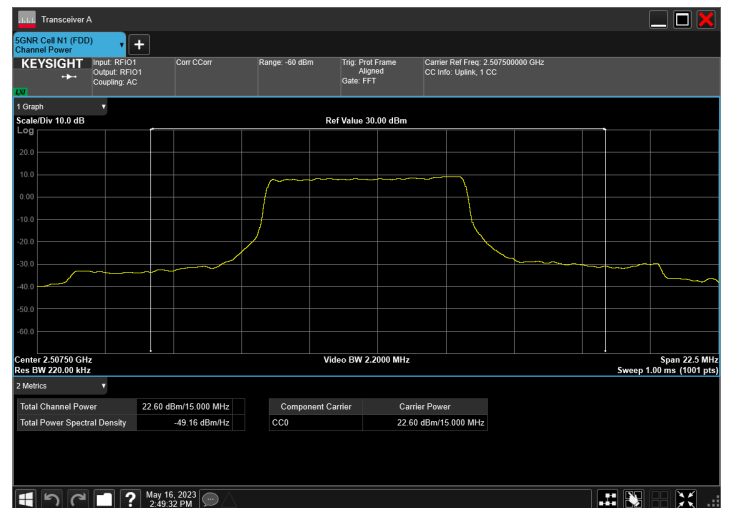 Transceiver A
5GNR Cell N1 (FDD)
Channel Power
KEYSIGHT
LXI
Input: RFIO1
Output: RFIO1
Coupling: AC
Corr CCorr
Range: -60 dBm
Trig: Prot Frame
Aligned
Gate: FFT
Carrier Ref Freq: 2.507500000 GHz
CC Info: Uplink, 1 CC
1 Graph
Scale/Div 10.0 dB
Ref Value 30.00 dBm
Log
20.0
10.0
0.00
-10.0
-20.0
-30.0
-40.0
-50.0
-60.0
Center 2.50750 GHz
Video BW 2.2000 MHz
Span 22.5 MHz
Res BW 220.00 kHz
Sweep 1.00 ms (1001 pts)
2 Metrics
Total Channel Power 22.60 dBm/15.000 MHz
Total Power Spectral Density -49.16 dBm/Hz
Component Carrier Carrier Power
CC0 22.60 dBm/15.000 MHz
May 16, 2023
2:49:32 PM